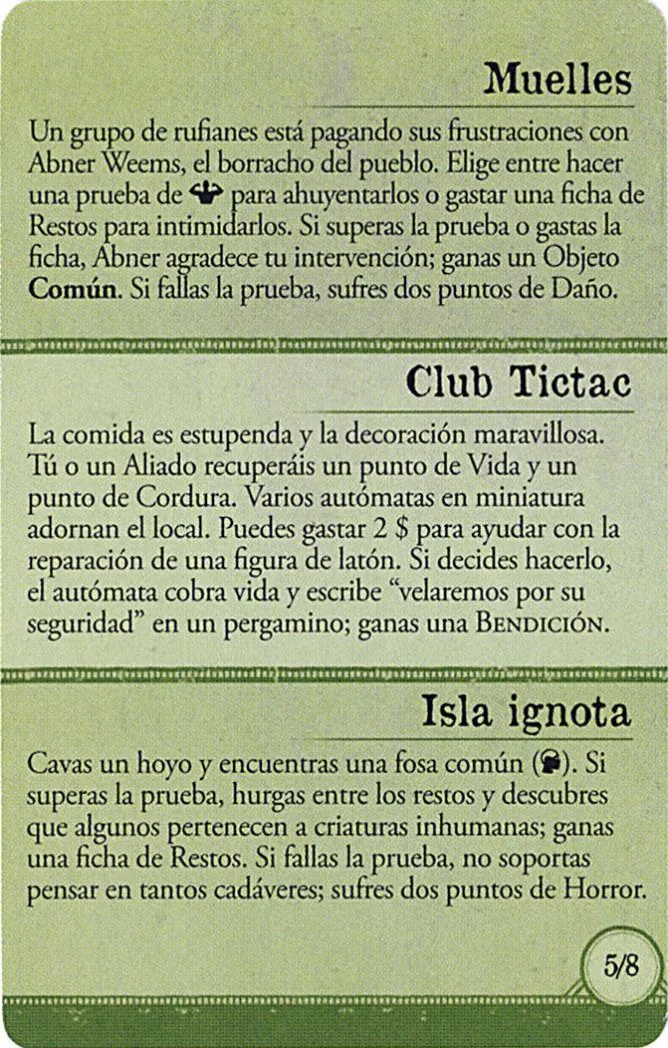 Muelles
Un grupo de rufianes está pagando sus frustraciones con
Abner Weems, el borracho del pueblo. Elige entre hacer
una prueba de para ahuyentarlos o gastar una ficha de
Restos para intimidarlos. Si superas la prueba o gastas la
ficha, Abner agradece tu intervención; ganas un Objeto
Común. Si fallas la prueba, sufres dos puntos de Daño.
Club Tictac
La comida es estupenda y la decoración maravillosa.
Tú o un Aliado recuperáis un punto de Vida y un
punto de Cordura. Varios autómatas en miniatura
adornan el local. Puedes gastar 2 $ para ayudar con la
reparación de una figura de latón. Si decides hacerlo,
el autómata cobra vida y escribe “velaremos por su
seguridad” en un pergamino; ganas una BENDICIÓN.
Isla ignota
Cavas un hoyo y encuentras una fosa común (). Si
superas la prueba, hurgas entre los restos y descubres
que algunos pertenecen a criaturas inhumanas; ganas
una ficha de Restos. Si fallas la prueba, no soportas
pensar en tantos cadáveres; sufres dos puntos de Horror.
5/8